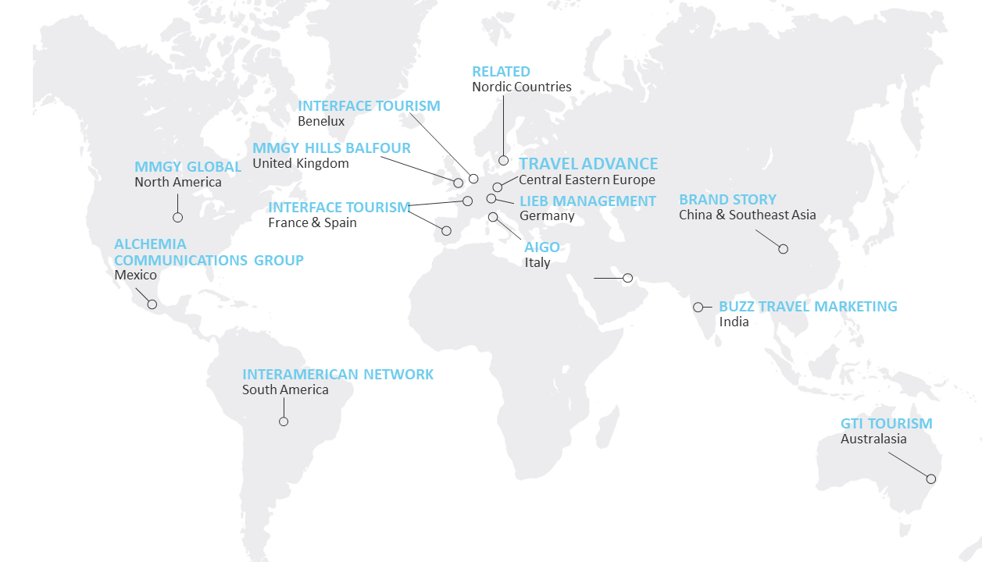 RELATED
Nordic Countries
INTERFACE TOURISM
Benelux
MMGY HILLS BALFOUR
United Kingdom
MMGY GLOBAL
North America
TRAVEL ADVANCE
Central Eastern Europe
LIEB MANAGEMENT
Germany
BRAND STORY
China & Southeast Asia
INTERFACE TOURISM
France & Spain
ALCHEMIA
COMMUNICATIONS GROUP
Mexico
AIGO
Italy
BUZZ TRAVEL MARKETING
India
INTERAMERICAN NETWORK
South America
GTI TOURISM
Australasia